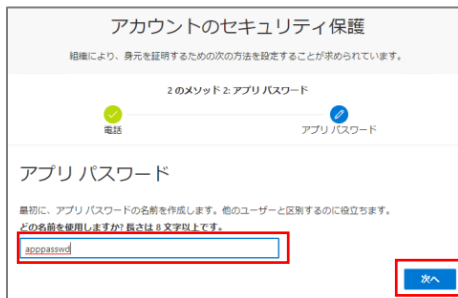 アカウントのセキュリティ保護
組織により、身元を証明するための次の方法を設定することが求められています。
2 のメソッド 2: アプリ パスワード
電話
アプリ パスワード
アプリ パスワード
最初に、アプリ パスワードの名前を作成します。他のユーザーと区別するのに役立ちます。
どの名前を使用しますか? 長さは 8 文字以上です。
apppasswd
次へ